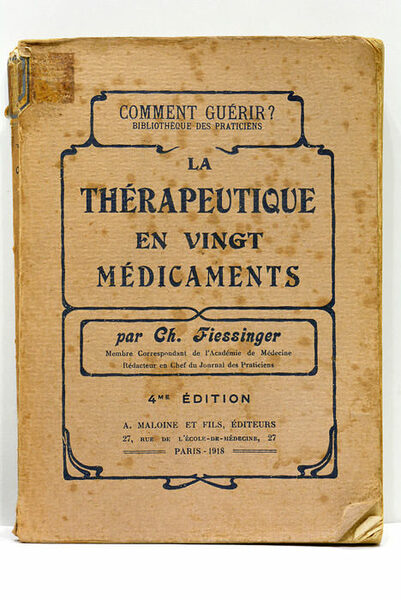 COMMENT GUÉRIR?
BIBLIOTHÈQUE DES PRATICIENS
LA
THÉRAPEUTIQUE
EN VINGT
MÉDICAMENTS
par Ch. Fiessinger
Membre Correspondant de l'Académie de Médecine
Rédacteur en Chef du Journal des Praticiens
4ME ÉDITION
A. MALOINE ET FILS, ÉDITEURS
27, RUE DE L'ÉCOLE-DE-MÉDECINE, 27
PARIS - 1918